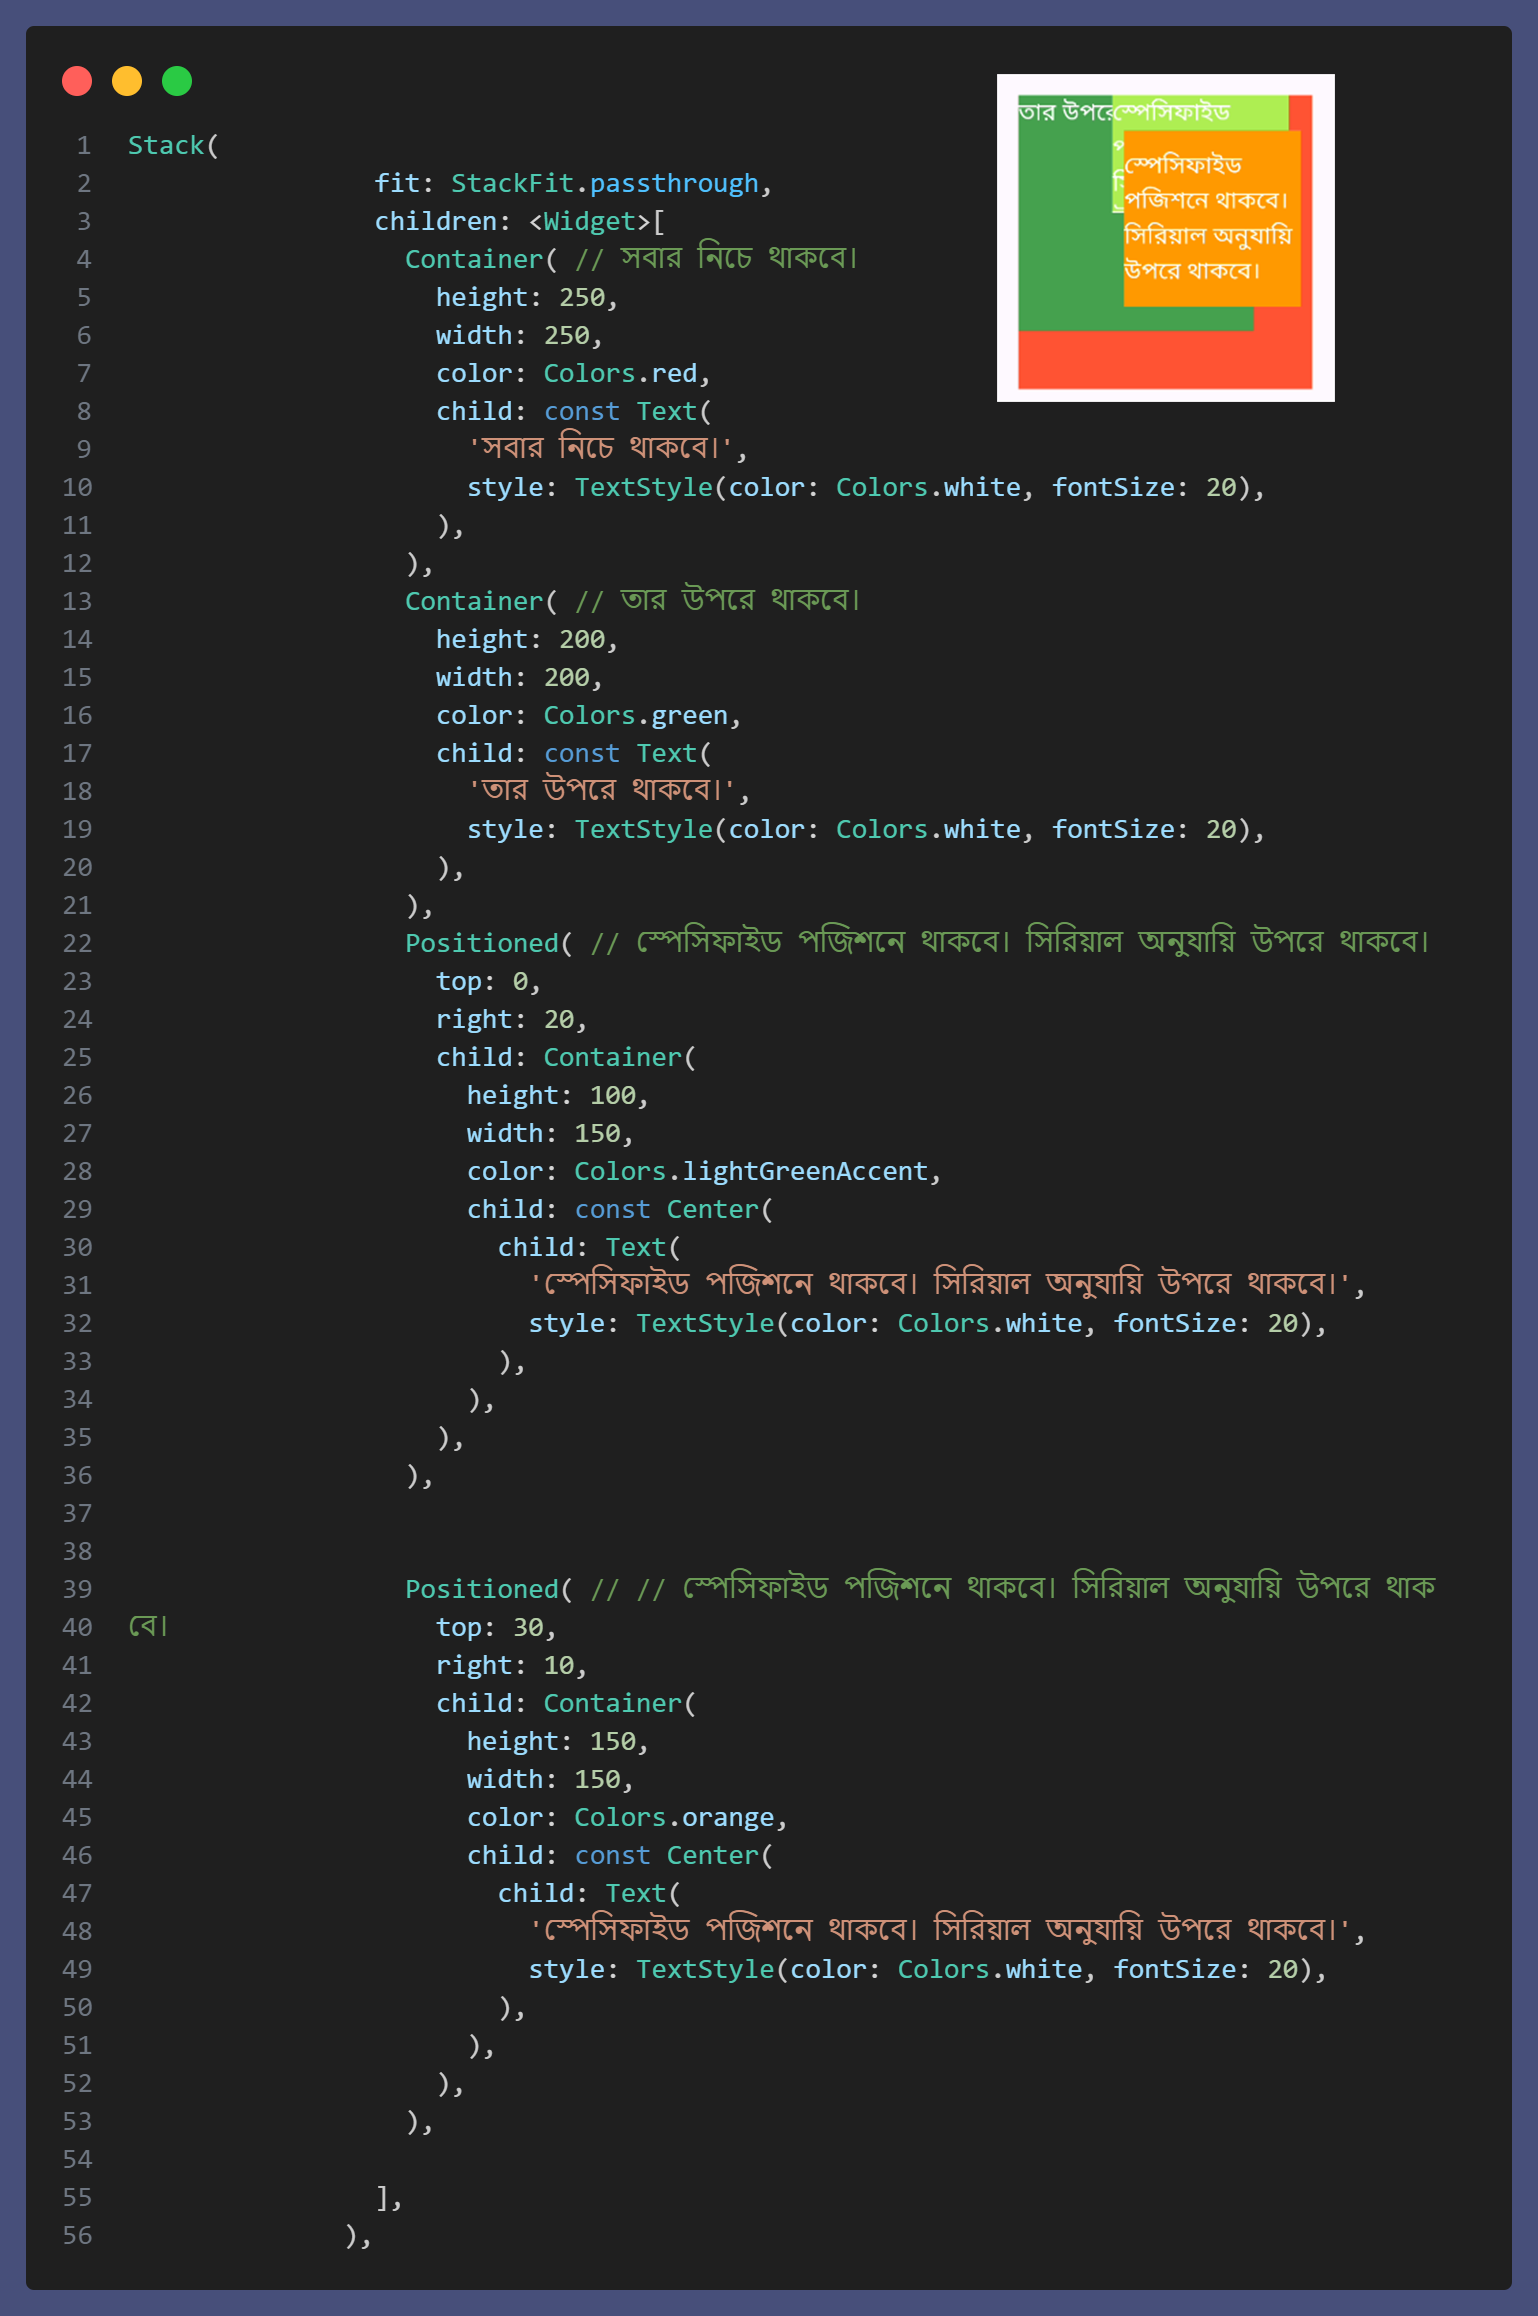 1 Stack(
2 fit: StackFit.passthrough,
3 children: <Widget>[
4 Container( // সবার নিচে থাকবে।
5 height: 250,
6 width: 250,
7 color: Colors.red,
8 child: const Text(
9 'সবার নিচে থাকবে।',
10 style: TextStyle(color: Colors.white, fontSize: 20),
11 ),
12 ),
13 Container( // তার উপরে থাকবে।
14 height: 200,
15 width: 200,
16 color: Colors.green,
17 child: const Text(
18 'তার উপরে থাকবে।',
19 style: TextStyle(color: Colors.white, fontSize: 20),
20 ),
21 ),
22 Positioned( // স্পেসিফাইড পজিশনে থাকবে। সিরিয়াল অনুযায়ি উপরে থাকবে।
23 top: 0,
24 right: 20,
25 child: Container(
26 height: 100,
27 width: 150,
28 color: Colors.lightGreenAccent,
29 child: const Center(
30 child: Text(
31 'স্পেসিফাইড পজিশনে থাকবে। সিরিয়াল অনুযায়ি উপরে থাকবে।',
32 style: TextStyle(color: Colors.white, fontSize: 20),
33 ),
34 ),
35 ),
36 ),
37
38
39 Positioned( // // স্পেসিফাইড পজিশনে থাকবে। সিরিয়াল অনুযায়ি উপরে থাক
40 বে। top: 30,
41 right: 10,
42 child: Container(
43 height: 150,
44 width: 150,
45 color: Colors.orange,
46 child: const Center(
47 child: Text(
48 'স্পেসিফাইড পজিশনে থাকবে। সিরিয়াল অনুযায়ি উপরে থাকবে।',
49 style: TextStyle(color: Colors.white, fontSize: 20),
50 ),
51 ),
52 ),
53 ),
54
55 ],
56 ),
তার উপরে স্পেসিফাইড
স্পেসিফাইড
পজিশনে থাকবে।
সিরিয়াল অনুযায়ি
উপরে থাকবে।